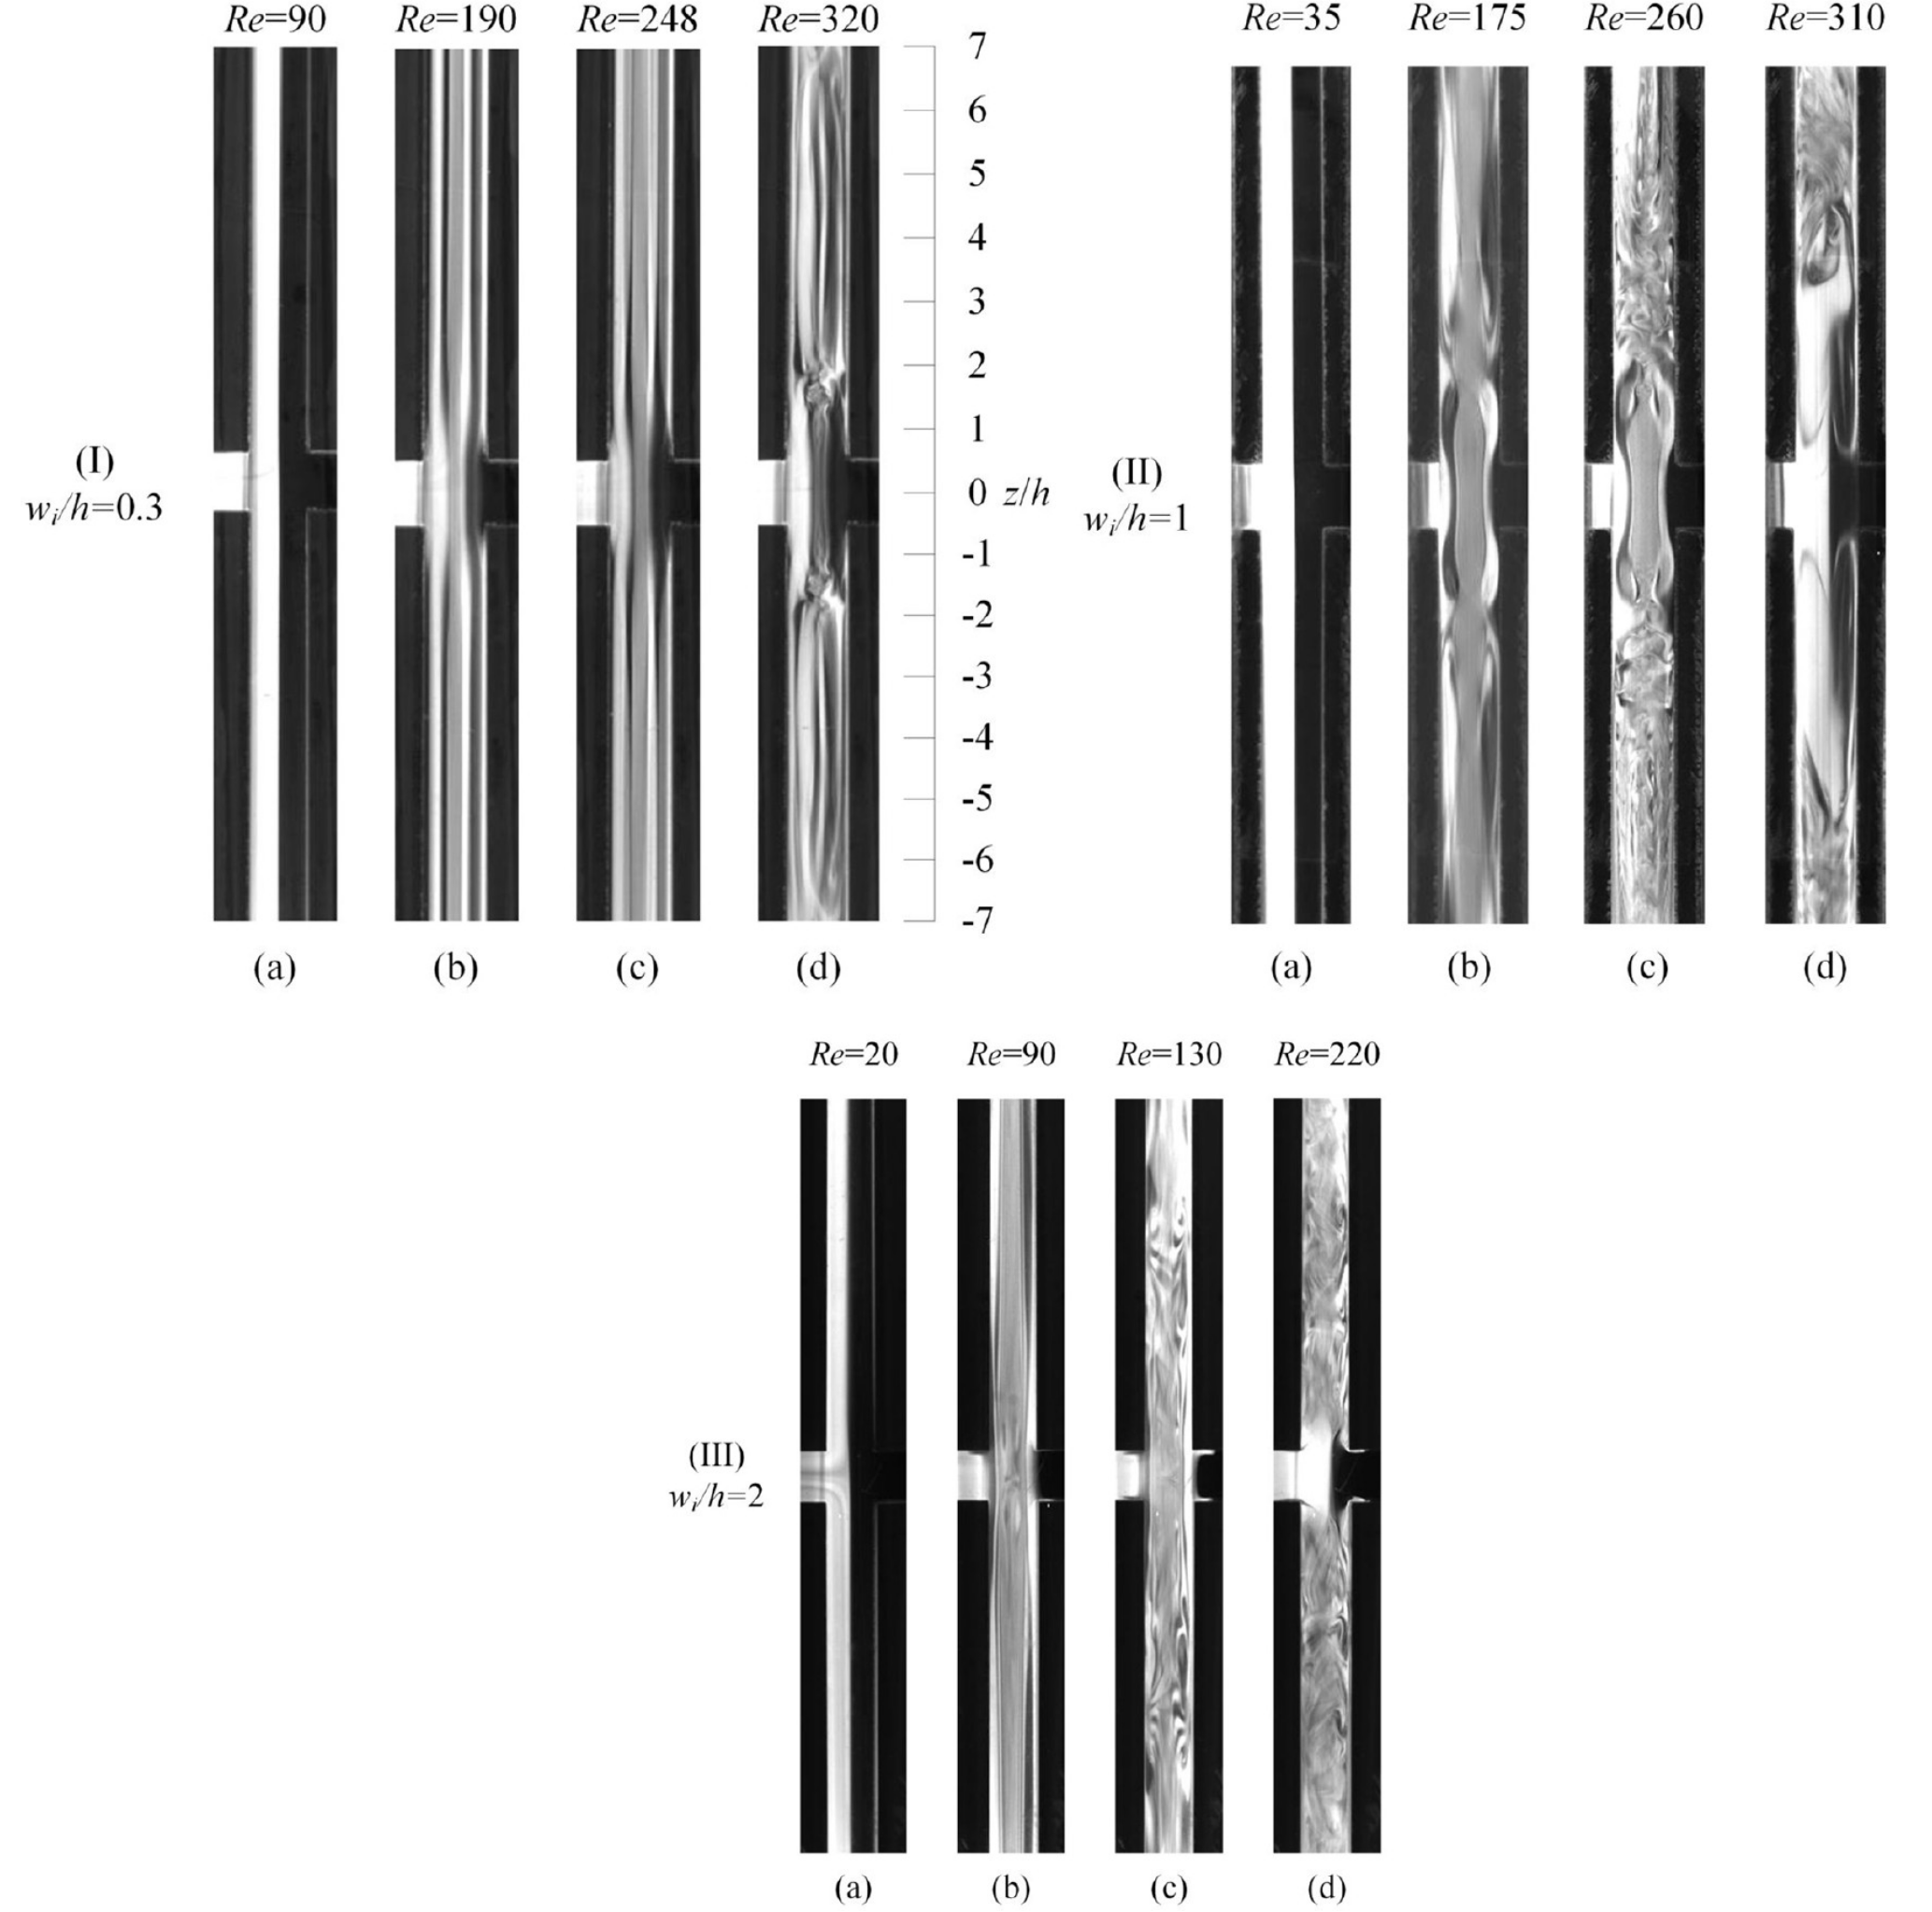 Re=90 Re=190 Re=248 Re=320
7
6
5
4
3
2
1
0 z/h
-1
-2
-3
-4
-5
-6
-7
(I)
wᵢ/h=0.3
(a) (b) (c) (d)
Re=35 Re=175 Re=260 Re=310
(II)
wᵢ/h=1
(a) (b) (c) (d)
Re=20 Re=90 Re=130 Re=220
(III)
wᵢ/h=2
(a) (b) (c) (d)